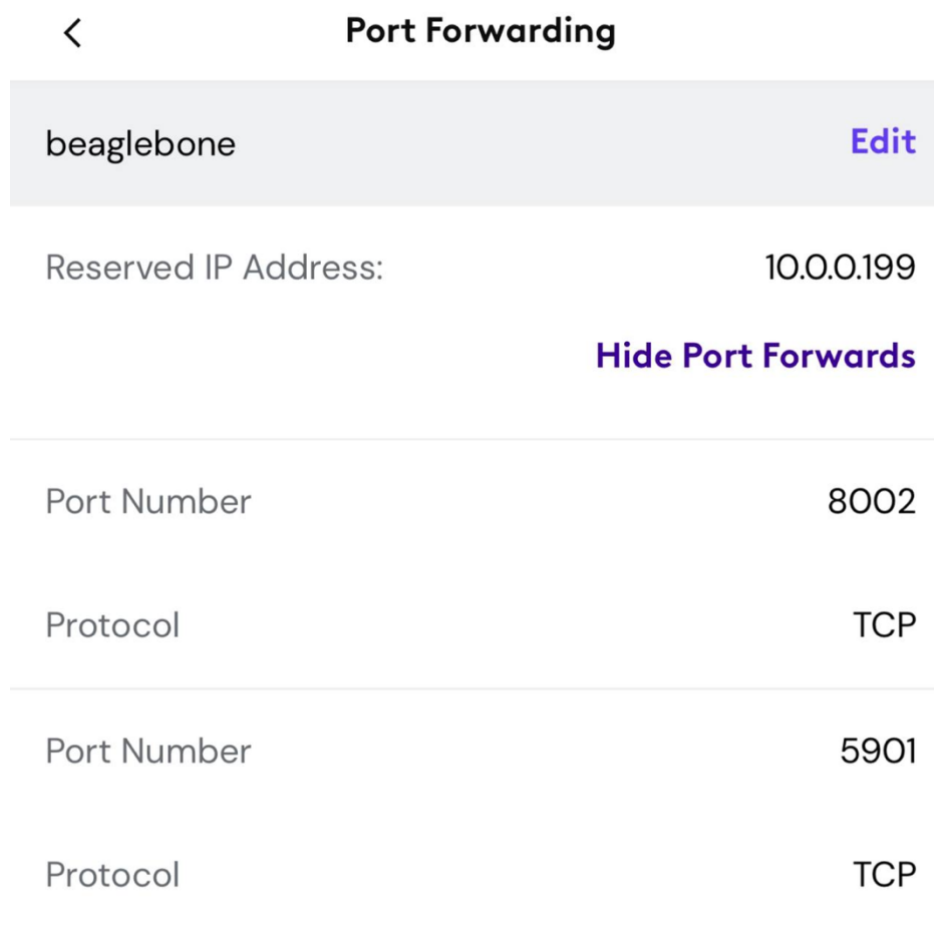 Port Forwarding
beaglebone Edit
Reserved IP Address: 10.0.0.199
Hide Port Forwards
Port Number 8002
Protocol TCP
Port Number 5901
Protocol TCP